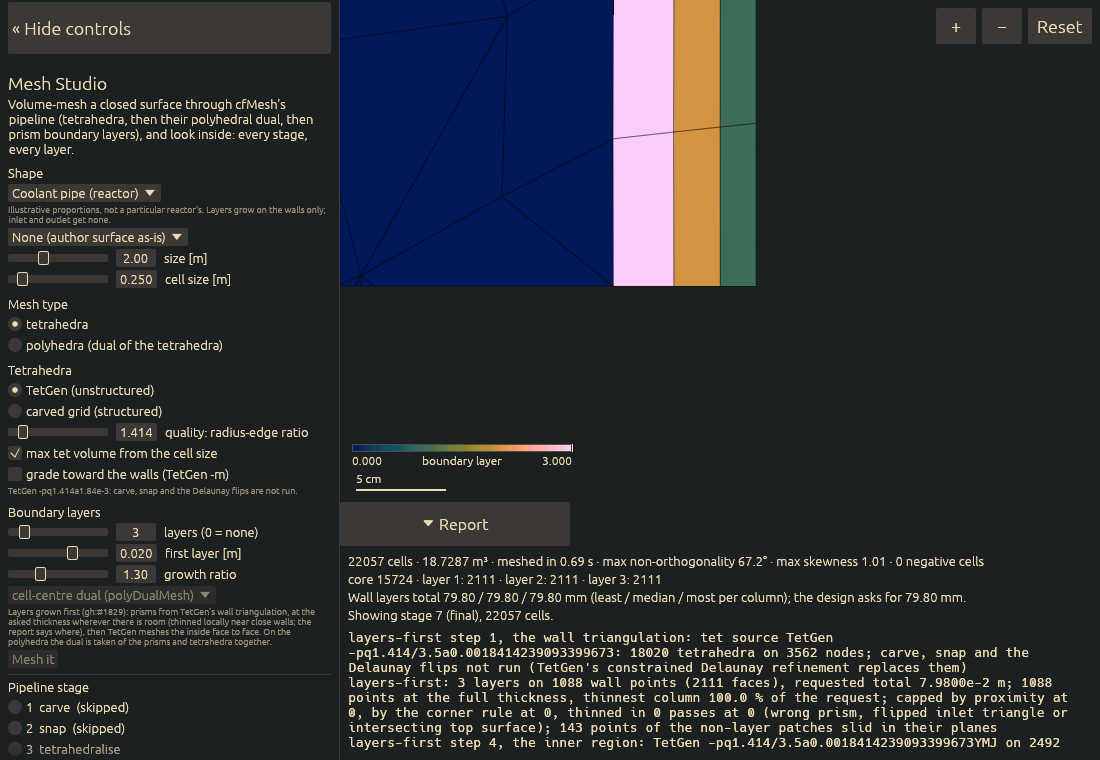 « Hide controls
+
−
Reset
Mesh Studio
Volume-mesh a closed surface through cfMesh's
pipeline (tetrahedra, then their polyhedral dual, then
prism boundary layers), and look inside: every stage,
every layer.
Shape
Coolant pipe (reactor)
Illustrative proportions, not a particular reactor's. Layers grow on the walls only;
inlet and outlet get none.
None (author surface as-is)
2.00 size [m]
0.250 cell size [m]
Mesh type
tetrahedra
polyhedra (dual of the tetrahedra)
Tetrahedra
TetGen (unstructured)
carved grid (structured)
1.414 quality: radius-edge ratio
max tet volume from the cell size
grade toward the walls (TetGen -m)
TetGen -pq1.414a1.84e-3: carve, snap and the Delaunay flips are not run.
Boundary layers
3 layers (0 = none)
0.020 first layer [m]
1.30 growth ratio
cell-centre dual (polyDualMesh)
Layers grown first (gh:#1829): prisms from TetGen's wall triangulation, at the
asked thickness wherever there is room (thinned locally near close walls; the
report says where), then TetGen meshes the inside face to face. On the
polyhedra the dual is taken of the prisms and tetrahedra together.
Mesh it
Pipeline stage
1 carve (skipped)
2 snap (skipped)
3 tetrahedralise
0.000 boundary layer 3.000
5 cm
Report
22057 cells · 18.7287 m³ · meshed in 0.69 s · max non-orthogonality 67.2° · max skewness 1.01 · 0 negative cells
core 15724 · layer 1: 2111 · layer 2: 2111 · layer 3: 2111
Wall layers total 79.80 / 79.80 / 79.80 mm (least / median / most per column); the design asks for 79.80 mm.
Showing stage 7 (final), 22057 cells.
layers-first step 1, the wall triangulation: tet source TetGen
-pq1.414/3.5a0.0018414239093399673: 18020 tetrahedra on 3562 nodes; carve, snap and the
Delaunay flips not run (TetGen's constrained Delaunay refinement replaces them)
layers-first: 3 layers on 1088 wall points (2111 faces), requested total 7.9800e-2 m; 1088
points at the full thickness, thinnest column 100.0 % of the request; capped by proximity at
0, by the corner rule at 0, thinned in 0 passes at 0 (wrong prism, flipped inlet triangle or
intersecting top surface); 143 points of the non-layer patches slid in their planes
layers-first step 4, the inner region: TetGen -pq1.414/3.5a0.0018414239093399673YMJ on 2492